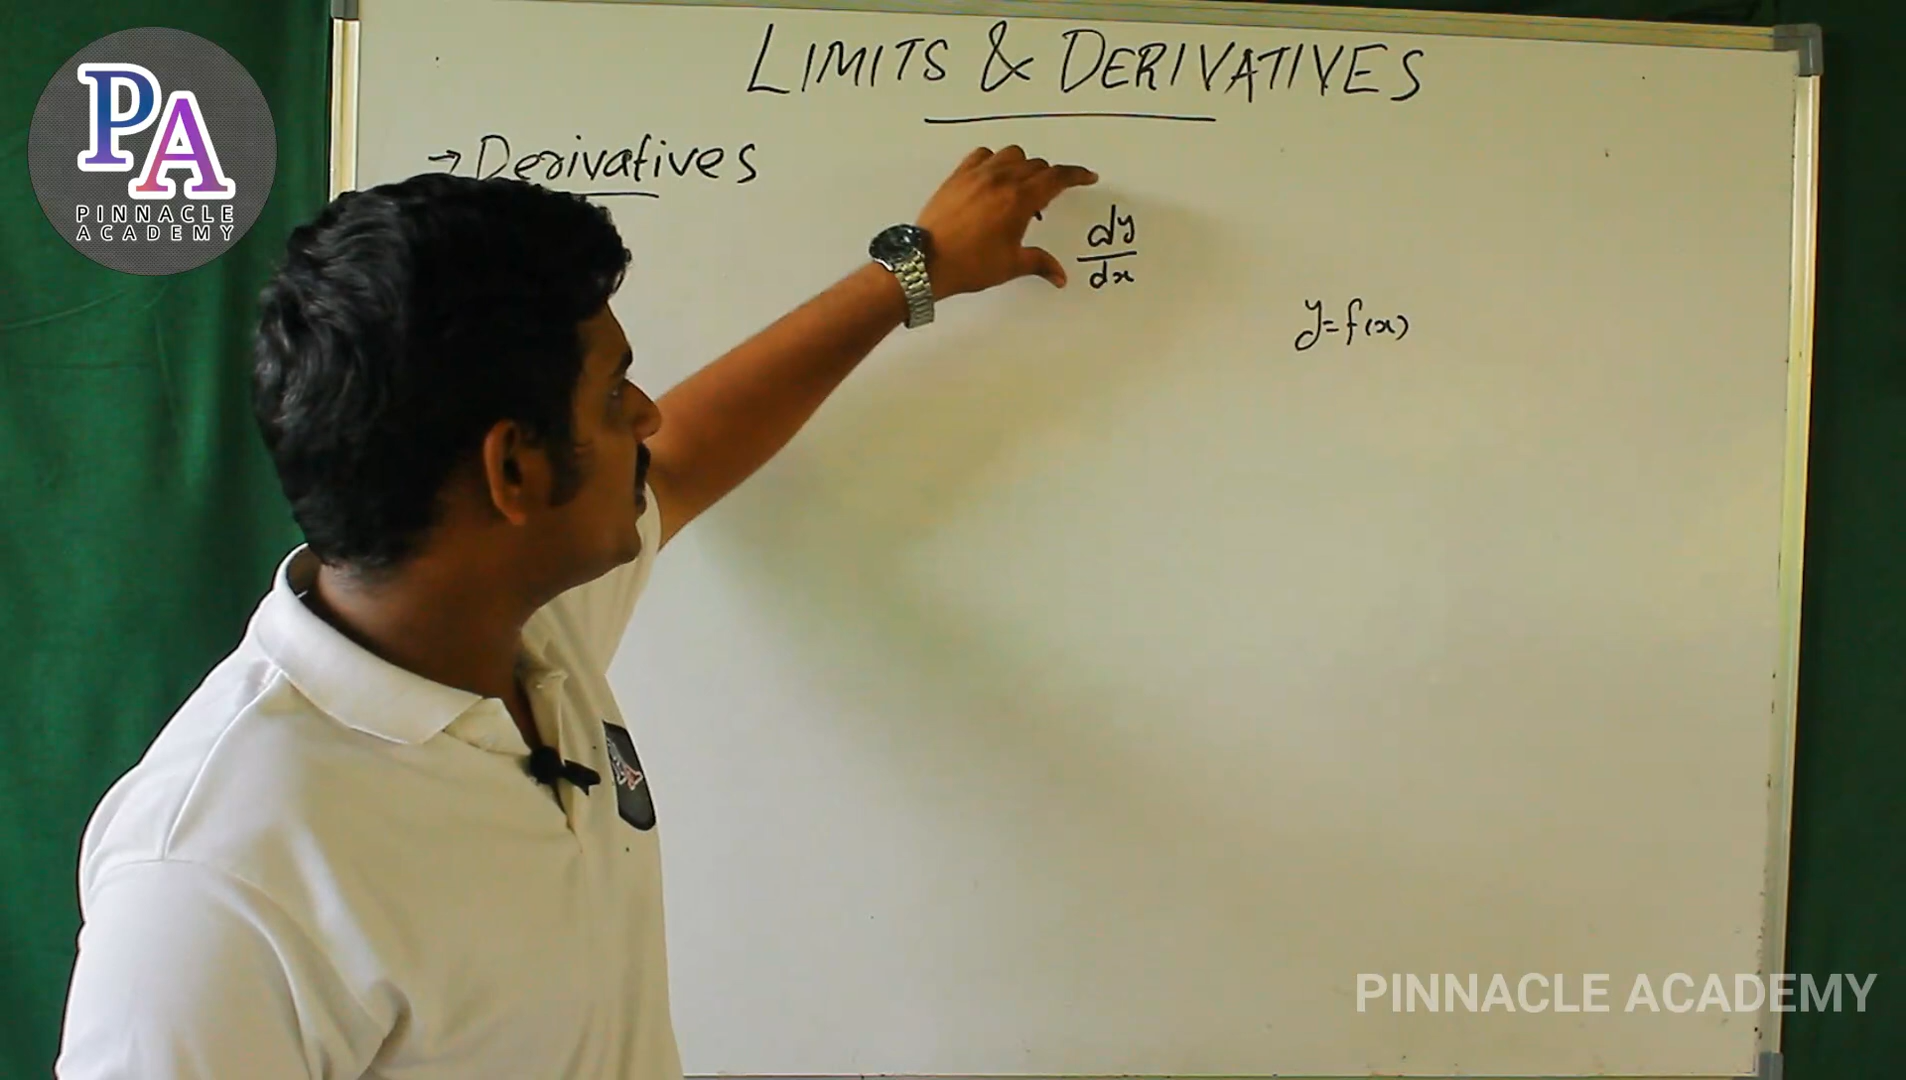 PA
PINNACLE
ACADEMY
LIMITS & DERIVATIVES
→ Derivatives
dy
dx
y=f(x)
PINNACLE ACADEMY